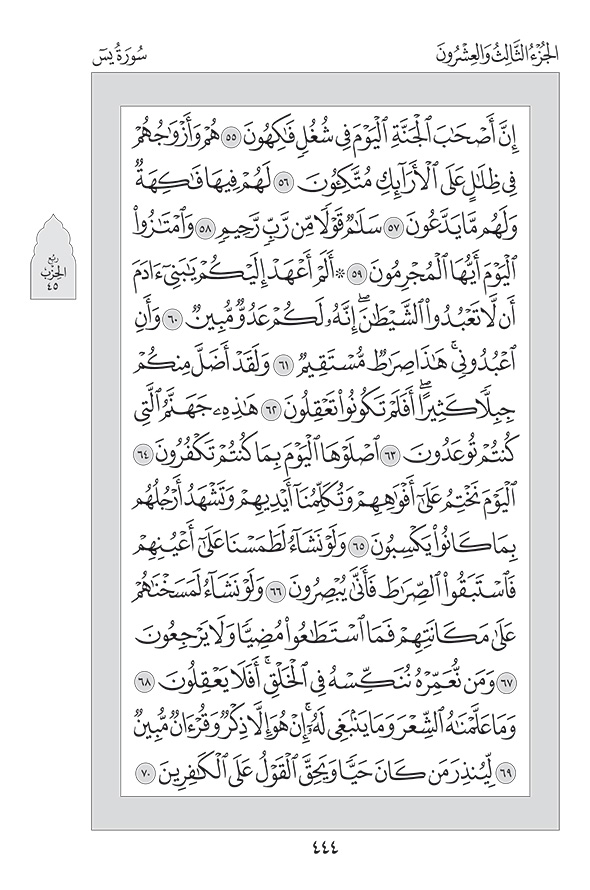 الجُزْءُ الثَّالِثُ وَالعِشْرُونَ
سُورَةُ يسٓ
إِنَّ أَصْحَٰبَ ٱلْجَنَّةِ ٱلْيَوْمَ فِى شُغُلٍ فَٰكِهُونَ ٥٥ هُمْ وَأَزْوَٰجُهُمْ
فِى ظِلَٰلٍ عَلَى ٱلْأَرَآئِكِ مُتَّكِـُٔونَ ٥٦ لَهُمْ فِيهَا فَٰكِهَةٌ
وَلَهُم مَّا يَدَّعُونَ ٥٧ سَلَٰمٌ قَوْلًا مِّن رَّبٍّ رَّحِيمٍ ٥٨ وَٱمْتَٰزُوا۟
ٱلْيَوْمَ أَيُّهَا ٱلْمُجْرِمُونَ ٥٩ * أَلَمْ أَعْهَدْ إِلَيْكُمْ يَٰبَنِىٓ ءَادَمَ
أَن لَّا تَعْبُدُوا۟ ٱلشَّيْطَٰنَ ۖ إِنَّهُۥ لَكُمْ عَدُوٌّ مُّبِينٌ ٦٠ وَأَنِ
ٱعْبُدُونِى ۚ هَٰذَا صِرَٰطٌ مُّسْتَقِيمٌ ٦١ وَلَقَدْ أَضَلَّ مِنكُمْ
جِبِلًّا كَثِيرًا ۖ أَفَلَمْ تَكُونُوا۟ تَعْقِلُونَ ٦٢ هَٰذِهِۦ جَهَنَّمُ ٱلَّتِى
كُنتُمْ تُوعَدُونَ ٦٣ ٱصْلَوْهَا ٱلْيَوْمَ بِمَا كُنتُمْ تَكْفُرُونَ ٦٤
ٱلْيَوْمَ نَخْتِمُ عَلَىٰٓ أَفْوَٰهِهِمْ وَتُكَلِّمُنَآ أَيْدِيهِمْ وَتَشْهَدُ أَرْجُلُهُم
بِمَا كَانُوا۟ يَكْسِبُونَ ٦٥ وَلَوْ نَشَآءُ لَطَمَسْنَا عَلَىٰٓ أَعْيُنِهِمْ
فَٱسْتَبَقُوا۟ ٱلصِّرَٰطَ فَأَنَّىٰ يُبْصِرُونَ ٦٦ وَلَوْ نَشَآءُ لَمَسَخْنَٰهُمْ
عَلَىٰ مَكَانَتِهِمْ فَمَا ٱسْتَطَٰعُوا۟ مُضِيًّا وَلَا يَرْجِعُونَ
٦٧ وَمَن نُّعَمِّرْهُ نُنَكِّسْهُ فِى ٱلْخَلْقِ ۖ أَفَلَا يَعْقِلُونَ ٦٨
وَمَا عَلَّمْنَٰهُ ٱلشِّعْرَ وَمَا يَنۢبَغِى لَهُۥٓ ۚ إِنْ هُوَ إِلَّا ذِكْرٌ وَقُرْءَانٌ مُّبِينٌ
٦٩ لِّيُنذِرَ مَن كَانَ حَيًّا وَيَحِقَّ ٱلْقَوْلُ عَلَى ٱلْكَٰفِرِينَ ٧٠
ربع
الحزب
٤٥
٤٤٤